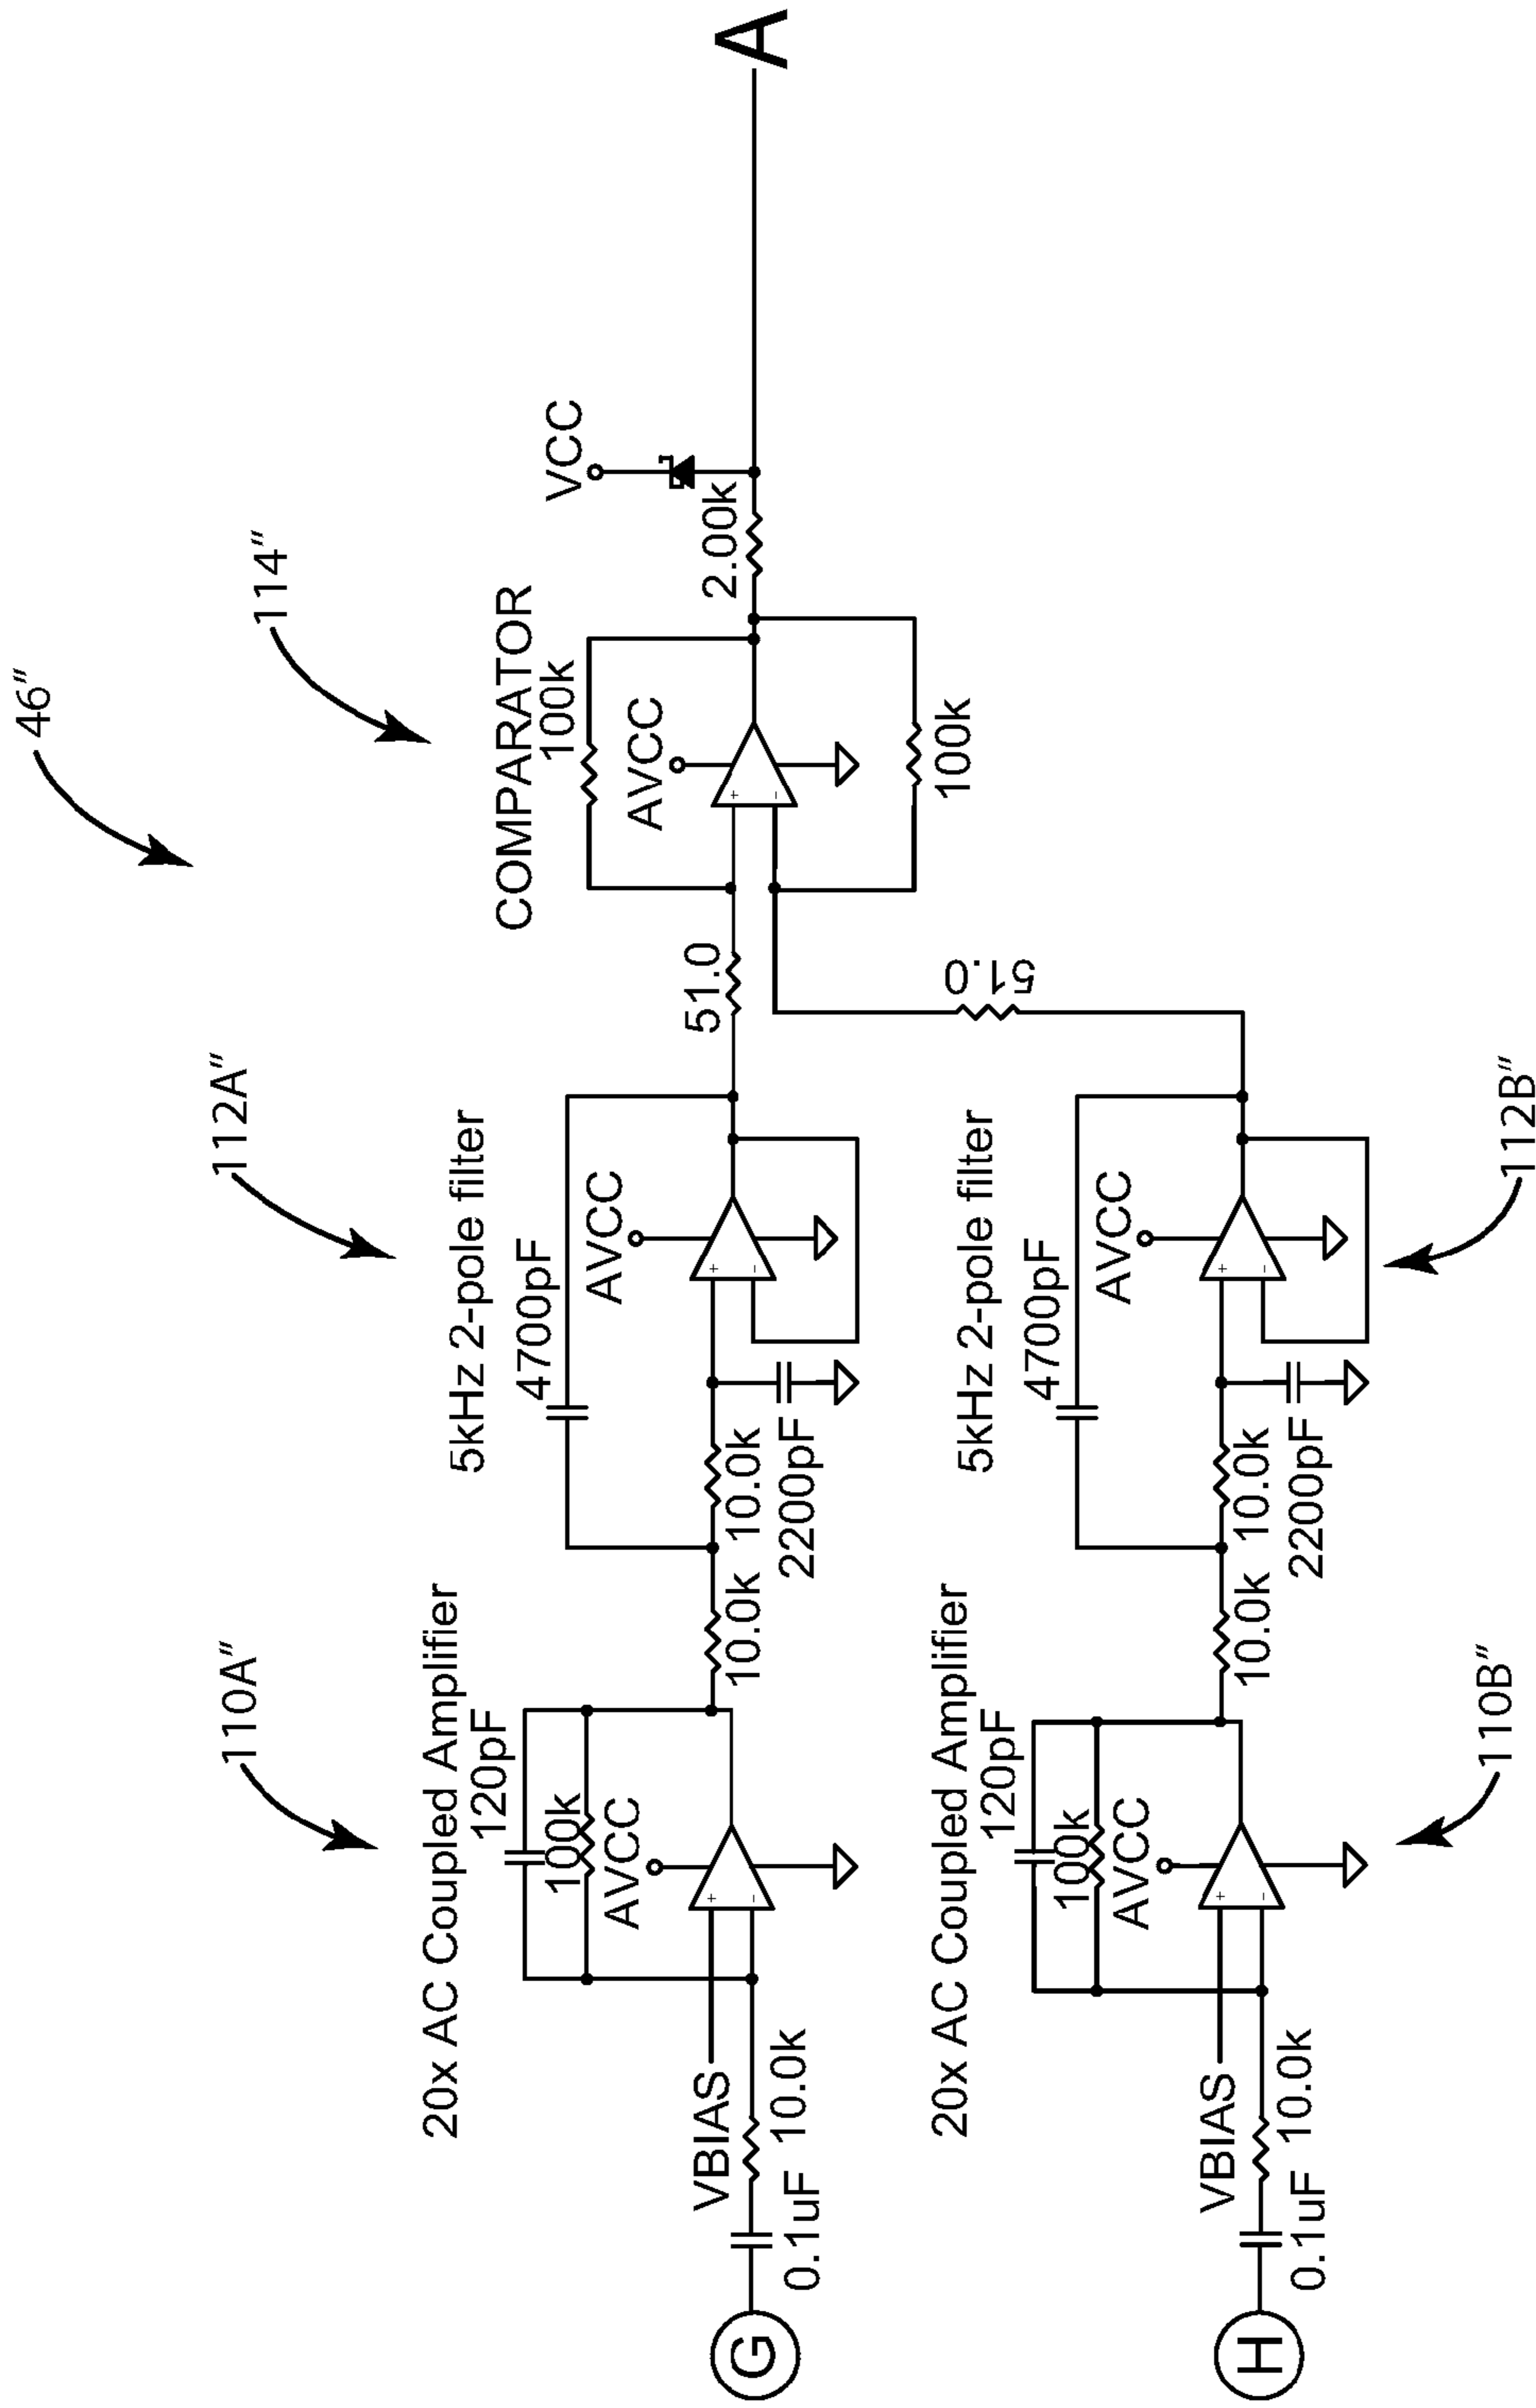 46″
110A″
112A″
114″
20x AC Coupled Amplifier
120pF
100k
AVCC
VBIAS
G
0.1uF
10.0k
10.0k
10.0k
2200pF
5kHz 2-pole filter
4700pF
AVCC
51.0
COMPARATOR
100k
AVCC
100k
2.00k
VCC
A
20x AC Coupled Amplifier
120pF
100k
AVCC
VBIAS
H
0.1uF
10.0k
10.0k
10.0k
2200pF
5kHz 2-pole filter
4700pF
AVCC
51.0
110B″
112B″
+
-
+
-
+
-
+
-
+
-